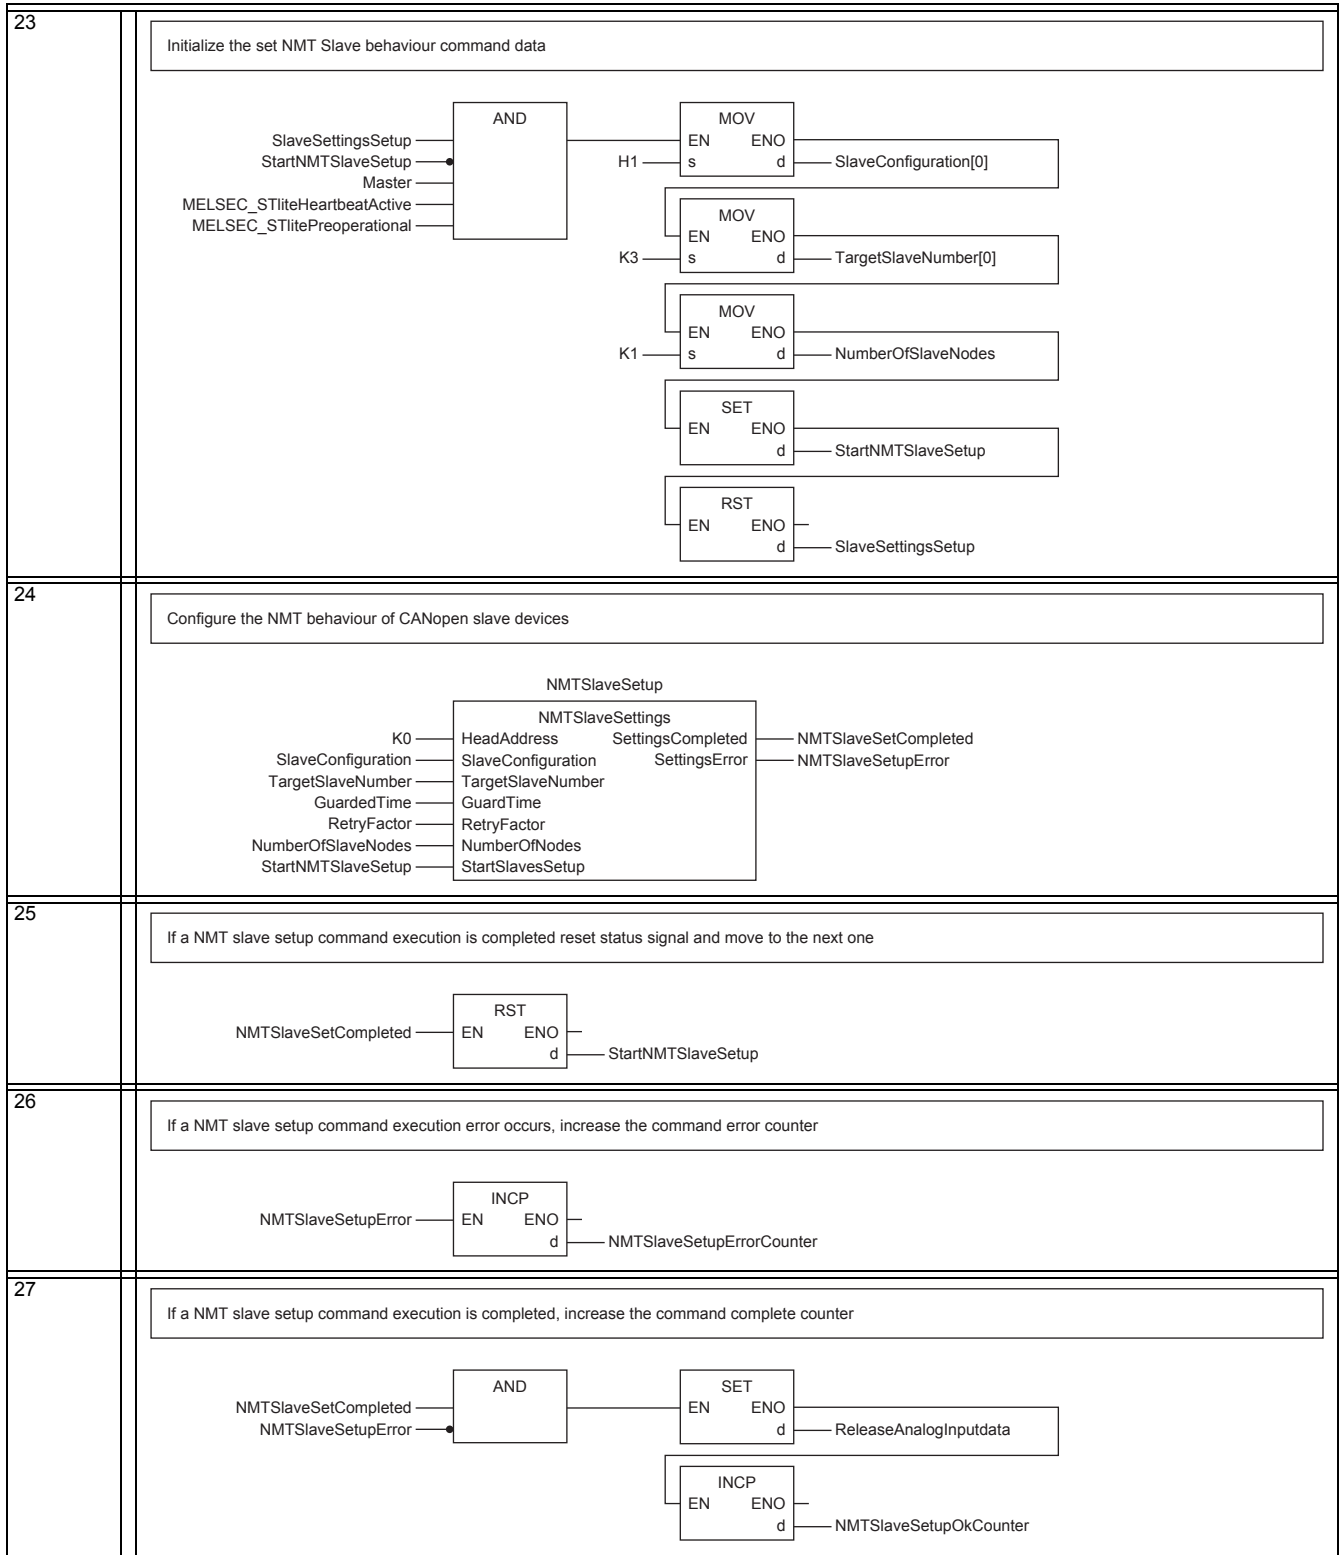 23
Initialize the set NMT Slave behaviour command data
AND
MOV
SlaveSettingsSetup
EN ENO
StartNMTSlaveSetup
H1 s d SlaveConfiguration[0]
Master
MELSEC_STliteHeartbeatActive
MELSEC_STlitePreoperational
MOV
EN ENO
K3 s d TargetSlaveNumber[0]
MOV
EN ENO
K1 s d NumberOfSlaveNodes
SET
EN ENO
d StartNMTSlaveSetup
RST
EN ENO
d SlaveSettingsSetup
24
Configure the NMT behaviour of CANopen slave devices
NMTSlaveSetup
NMTSlaveSettings
K0 HeadAddress SettingsCompleted NMTSlaveSetCompleted
SlaveConfiguration SlaveConfiguration SettingsError NMTSlaveSetupError
TargetSlaveNumber TargetSlaveNumber
GuardedTime GuardTime
RetryFactor RetryFactor
NumberOfSlaveNodes NumberOfNodes
StartNMTSlaveSetup StartSlavesSetup
25
If a NMT slave setup command execution is completed reset status signal and move to the next one
RST
NMTSlaveSetCompleted EN ENO
d StartNMTSlaveSetup
26
If a NMT slave setup command execution error occurs, increase the command error counter
INCP
NMTSlaveSetupError EN ENO
d NMTSlaveSetupErrorCounter
27
If a NMT slave setup command execution is completed, increase the command complete counter
AND SET
NMTSlaveSetCompleted EN ENO
NMTSlaveSetupError d ReleaseAnalogInputdata
INCP
EN ENO
d NMTSlaveSetupOkCounter